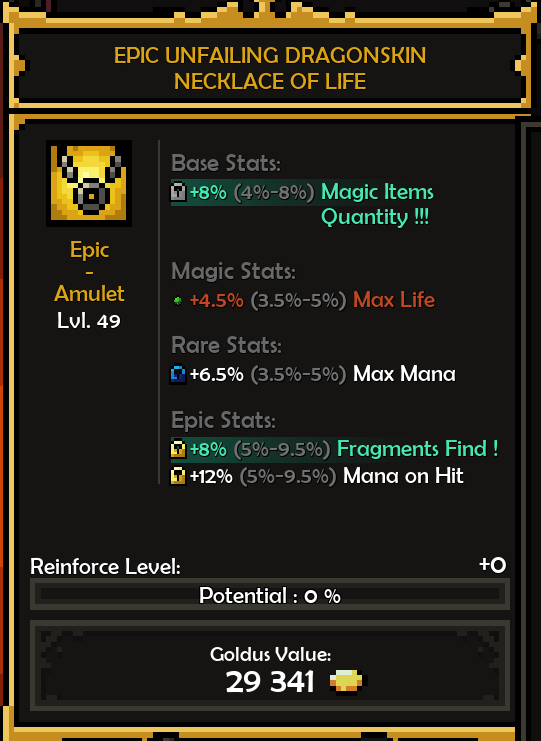 EPIC UNFAILING DRAGONSKIN
NECKLACE OF LIFE
Epic
-
Amulet
Lvl. 49
Base Stats:
+8% (4%-8%) Magic Items
Quantity !!!
Magic Stats:
+4.5% (3.5%-5%) Max Life
Rare Stats:
+6.5% (3.5%-5%) Max Mana
Epic Stats:
+8% (5%-9.5%) Fragments Find !
+12% (5%-9.5%) Mana on Hit
Reinforce Level: +0
Potential : 0 %
Goldus Value:
29 341